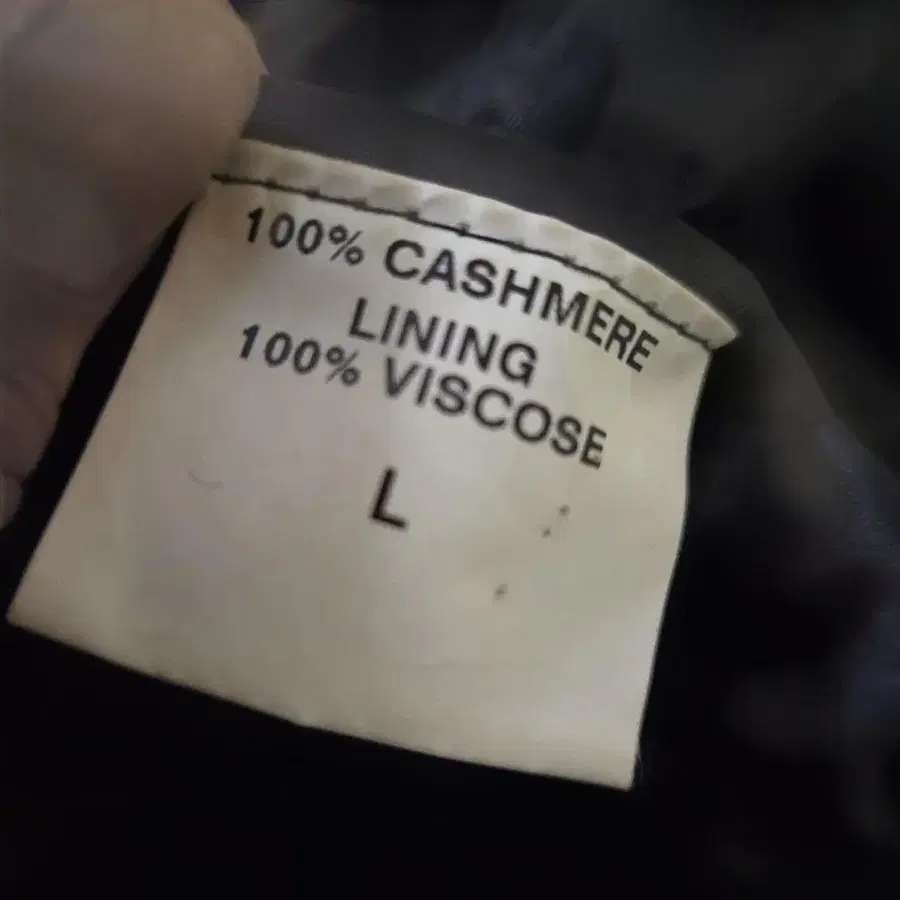 100% CASHMERE
LINING
100% VISCOSE
L